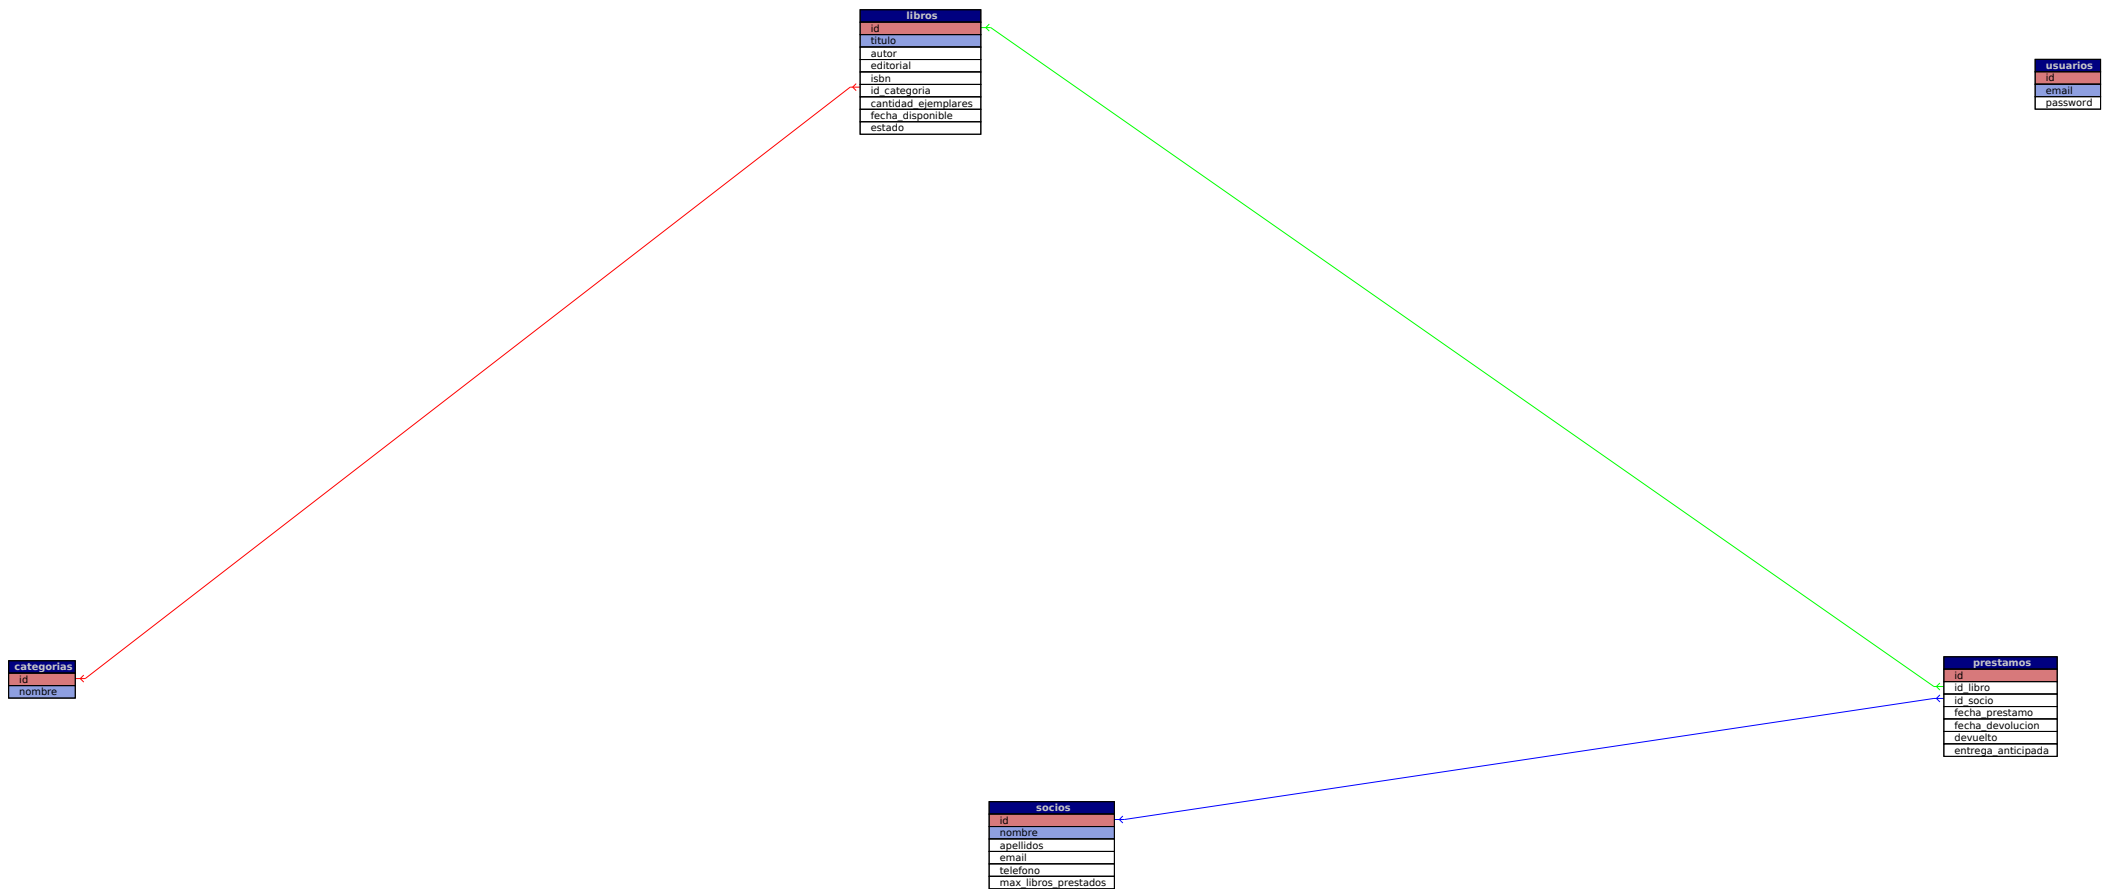 libros
id
titulo
autor
editorial
isbn
id_categoria
cantidad_ejemplares
fecha_disponible
estado
usuarios
id
email
password
categorias
id
nombre
prestamos
id
id_libro
id_socio
fecha_prestamo
fecha_devolucion
devuelto
entrega_anticipada
socios
id
nombre
apellidos
email
telefono
max_libros_prestados